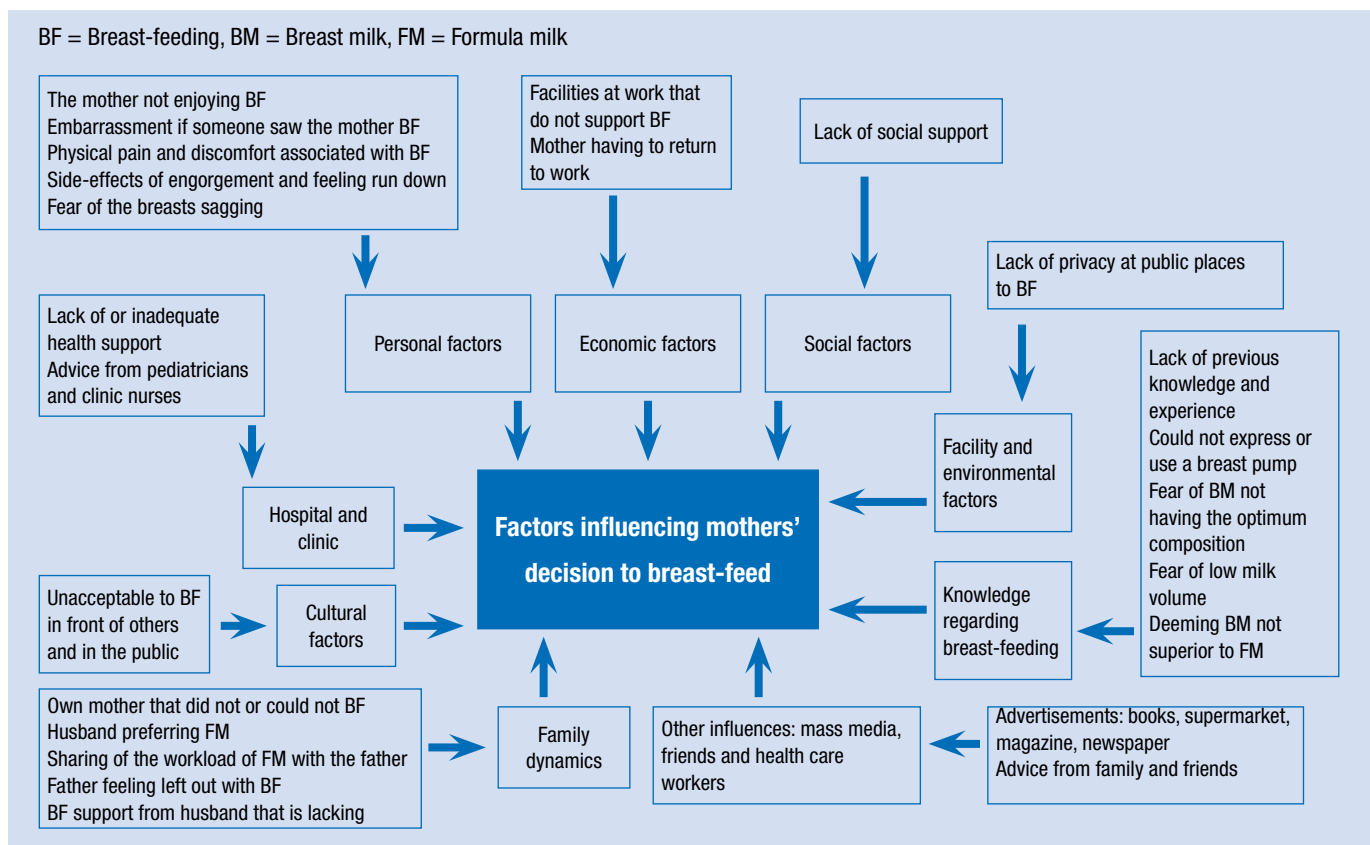 BF = Breast-feeding, BM = Breast milk, FM = Formula milk
The mother not enjoying BF
Embarrassment if someone saw the mother BF
Physical pain and discomfort associated with BF
Side-effects of engorgement and feeling run down
Fear of the breasts sagging
Facilities at work that
do not support BF
Mother having to return
to work
Lack of social support
Lack of privacy at public places
to BF
Lack of or inadequate
health support
Advice from pediatricians
and clinic nurses
Personal factors
Economic factors
Social factors
Lack of previous
knowledge and
experience
Could not express or
use a breast pump
Fear of BM not
having the optimum
composition
Fear of low milk
volume
Deeming BM not
superior to FM
Facility and
environmental
factors
Hospital and
clinic
Factors influencing mothers’
decision to breast-feed
Unacceptable to BF
in front of others
and in the public
Cultural
factors
Knowledge
regarding
breast-feeding
Own mother that did not or could not BF
Husband preferring FM
Sharing of the workload of FM with the father
Father feeling left out with BF
BF support from husband that is lacking
Family
dynamics
Other influences: mass media,
friends and health care
workers
Advertisements: books, supermarket,
magazine, newspaper
Advice from family and friends